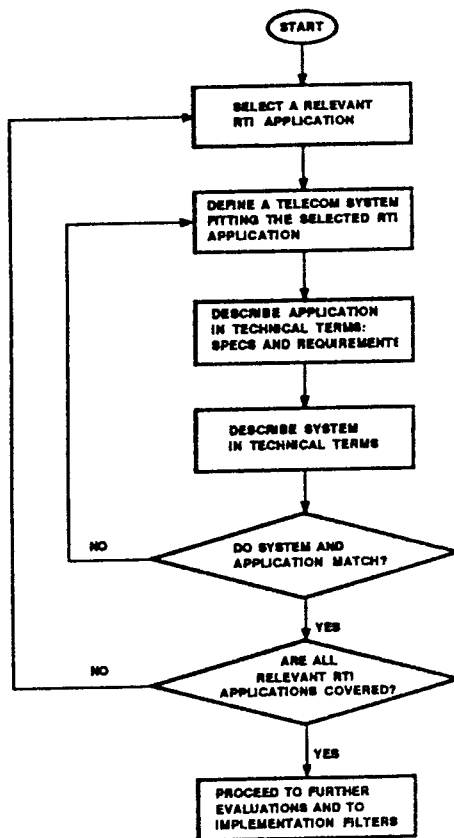 START
SELECT A RELEVANT
RTI APPLICATION
DEFINE A TELECOM SYSTEM
FITTING THE SELECTED RTI
APPLICATION
DESCRIBE APPLICATION
IN TECHNICAL TERMS:
SPECS AND REQUIREMENTS
DESCRIBE SYSTEM
IN TECHNICAL TERMS
NO
DO SYSTEM AND
APPLICATION MATCH?
YES
NO
ARE ALL
RELEVANT RTI
APPLICATIONS COVERED?
YES
PROCEED TO FURTHER
EVALUATIONS AND TO
IMPLEMENTATION FILTERS